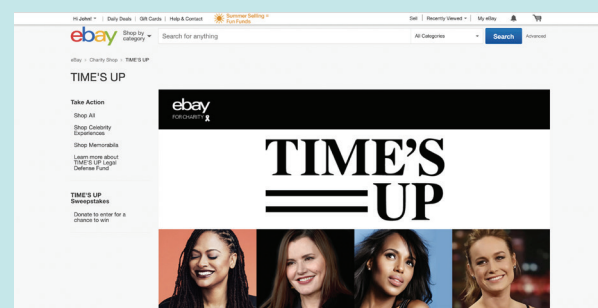 Hi Jehel!
Daily Deals
Gift Cards
Help & Contact
Summer Selling =
Fun Funds
Sell
Recently Viewed
My eBay
ebay
Shop by
category
Search for anything
All Categories
Search
Advanced
eBay
Charity Shop
TIME'S UP
TIME'S UP
Take Action
Shop All
Shop Celebrity
Experiences
Shop Memorabilia
Learn more about
TIME'S UP Legal
Defense Fund
TIME'S UP
Sweepstakes
Donate to enter for a
chance to win
ebay
FOR CHARITY
TIME'S
UP